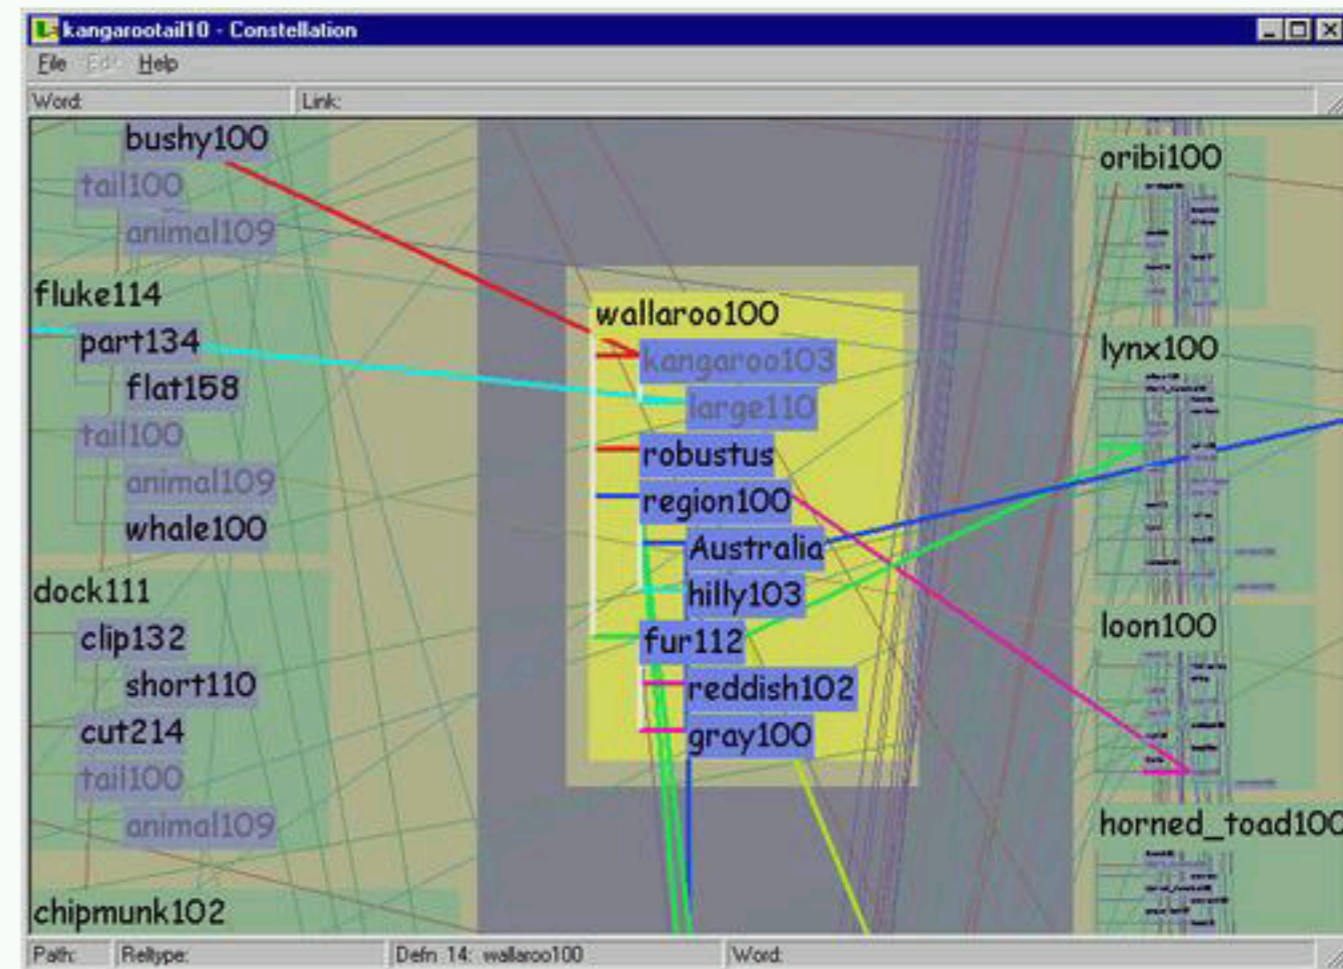 kangarootail10 - Constellation
File Edit Help
Word: Link:
bushy100
tail100
animal109
fluke114
part134
flat158
tail100
animal109
whale100
dock111
clip132
short110
cut214
tail100
animal109
chipmunk102
wallaroo100
kangaroo103
large110
robustus
region100
Australia
hilly103
fur112
reddish102
gray100
oribi100
lynx100
loon100
horned_toad100
Path: Reltype: Defn 14: wallaroo100 Word: